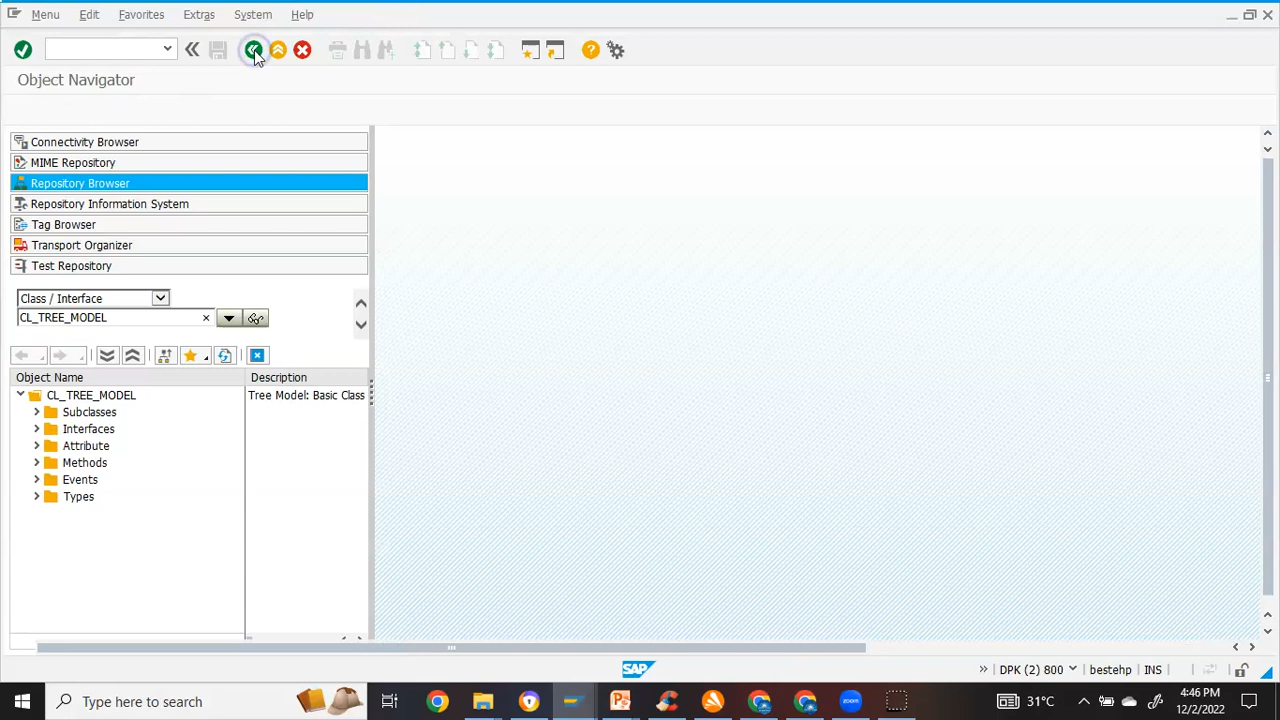 Menu Edit Favorites Extras System Help
Object Navigator
Connectivity Browser
MIME Repository
Repository Browser
Repository Information System
Tag Browser
Transport Organizer
Test Repository
Class / Interface
CL_TREE_MODEL
Object Name Description
CL_TREE_MODEL Tree Model: Basic Class
Subclasses
Interfaces
Attribute
Methods
Events
Types
SAP
DPK (2) 800 bestehp INS
Type here to search
zoom
31°C
4:46 PM
12/2/2022